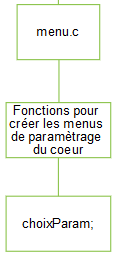 menu.c
Fonctions pour
créer les menus
de paramètrage
du coeur
choixParam;